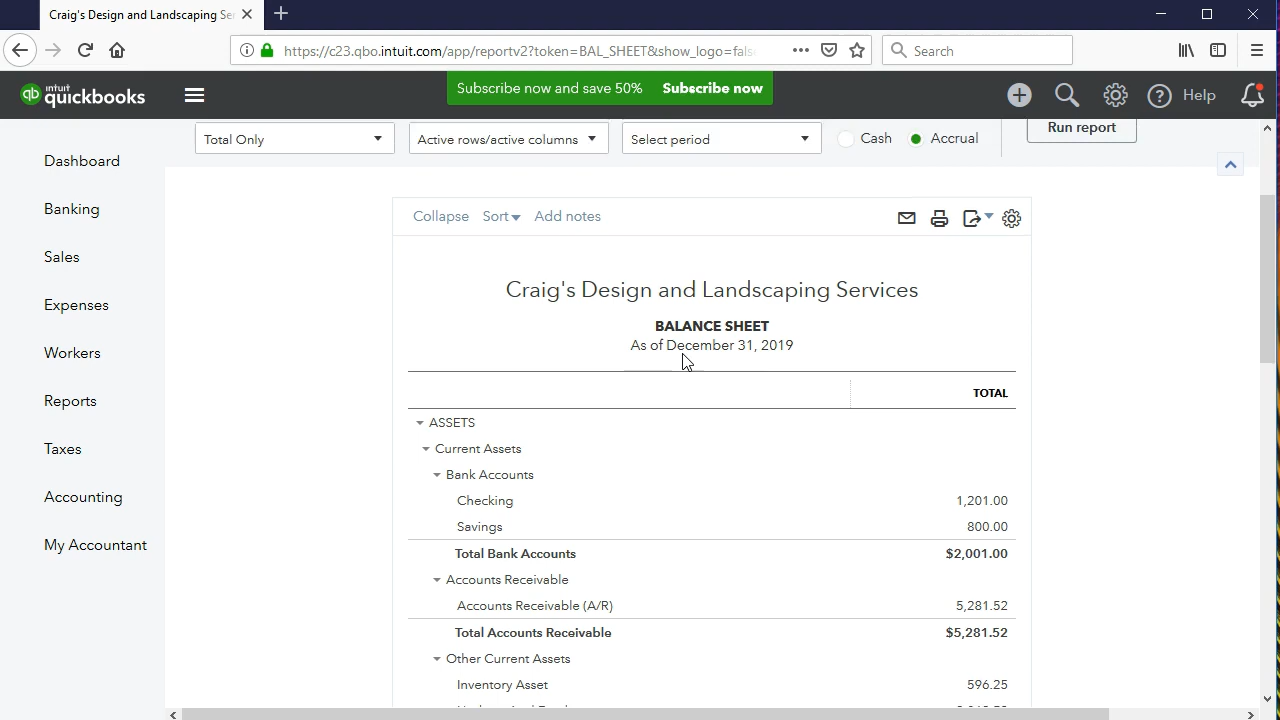 Craig's Design and Landscaping Se
https://c23.qbo.intuit.com/app/reportv2?token=BAL_SHEET&show_logo=fals
Search
intuit
qb quickbooks
Subscribe now and save 50% Subscribe now
Help
Total Only
Active rows/active columns
Select period
Cash
Accrual
Run report
Dashboard
Banking
Sales
Expenses
Workers
Reports
Taxes
Accounting
My Accountant
Collapse Sort Add notes
Craig's Design and Landscaping Services
BALANCE SHEET
As of December 31, 2019
TOTAL
ASSETS
Current Assets
Bank Accounts
Checking 1,201.00
Savings 800.00
Total Bank Accounts $2,001.00
Accounts Receivable
Accounts Receivable (A/R) 5,281.52
Total Accounts Receivable $5,281.52
Other Current Assets
Inventory Asset 596.25